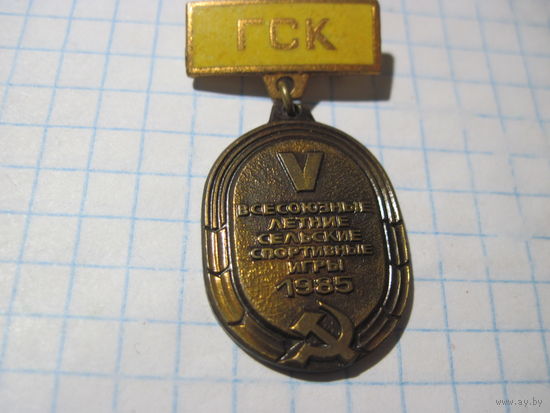 ГСК
V
ВСЕСОЮЗНЫЕ
ЛЕТНИЕ
СЕЛЬСКИЕ
СПОРТИВНЫЕ
ИГРЫ
1985
© www.ay.by